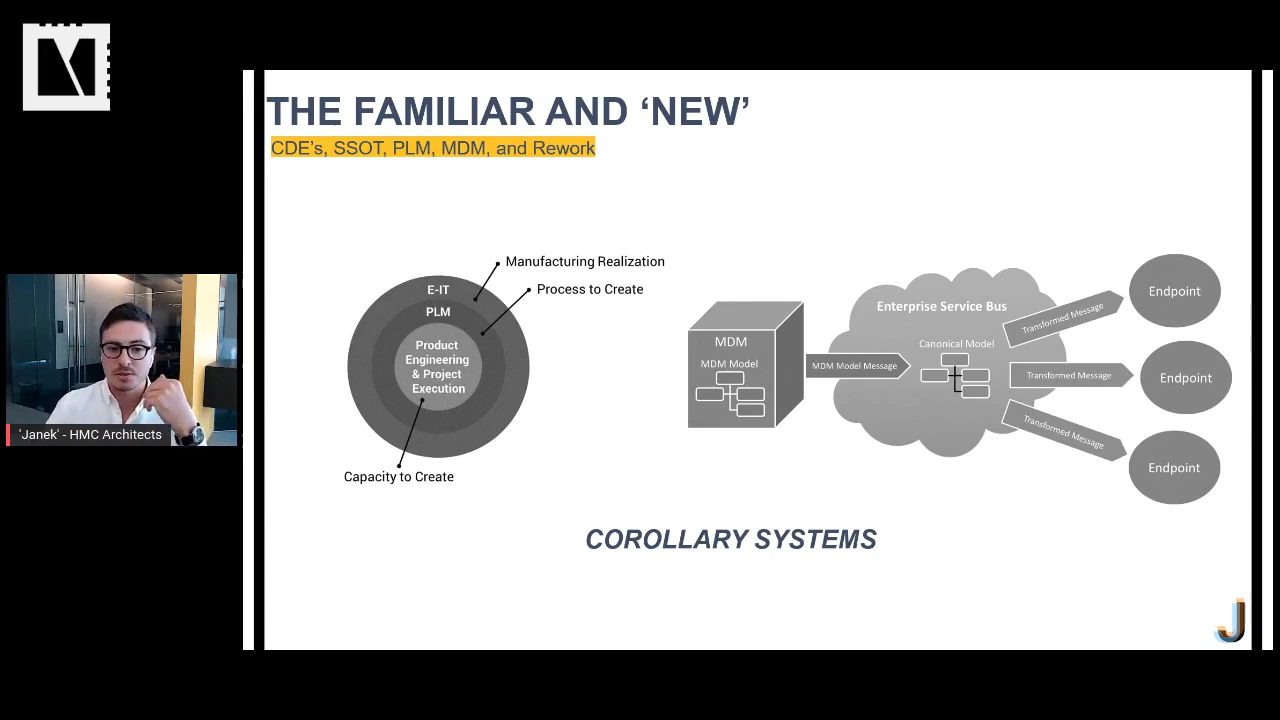 THE FAMILIAR AND ‘NEW’
CDE’s, SSOT, PLM, MDM, and Rework
Manufacturing Realization
Process to Create
E-IT
PLM
Product
Engineering
& Project
Execution
Capacity to Create
MDM
MDM Model
MDM Model Message
Enterprise Service Bus
Canonical Model
Transformed Message
Transformed Message
Transformed Message
Endpoint
Endpoint
Endpoint
COROLLARY SYSTEMS
'Janek' - HMC Architects
J